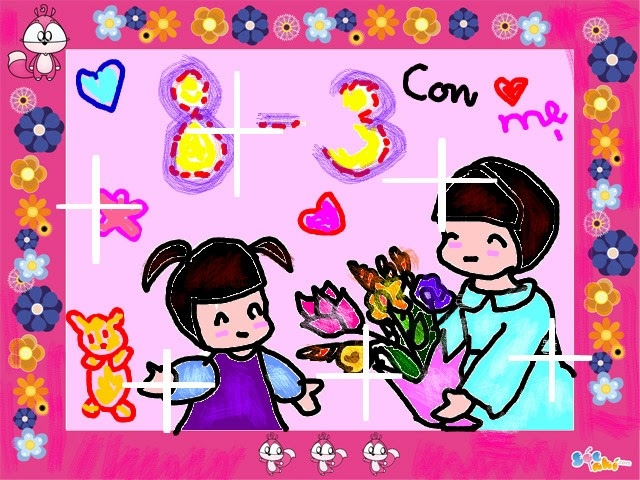 8 - 3 Con ♥
mẹ